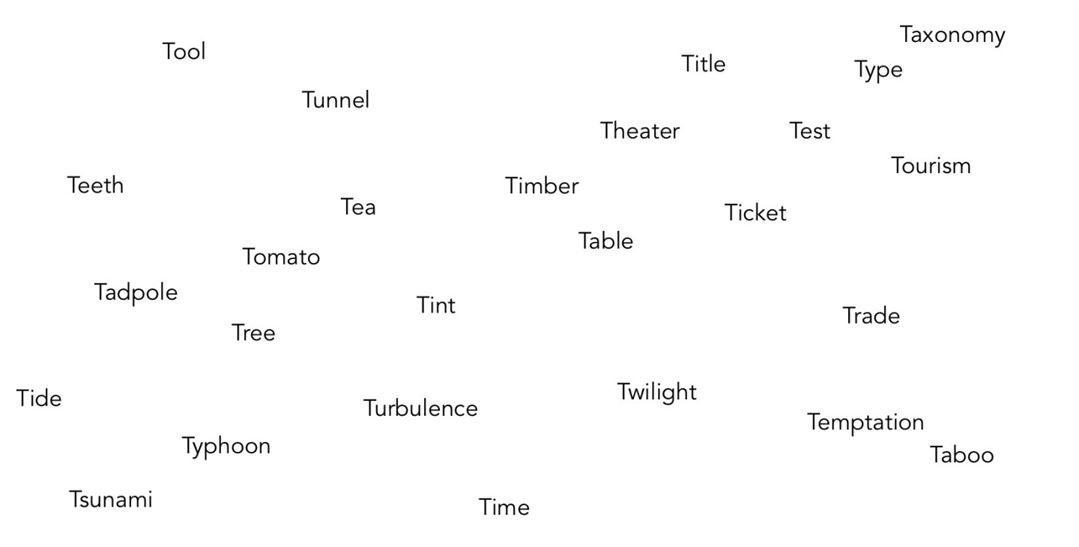 Taxonomy
Tool
Title
Type
Tunnel
Theater
Test
Tourism
Teeth
Timber
Tea
Ticket
Table
Tomato
Tadpole
Tint
Trade
Tree
Twilight
Tide
Turbulence
Temptation
Typhoon
Taboo
Tsunami
Time